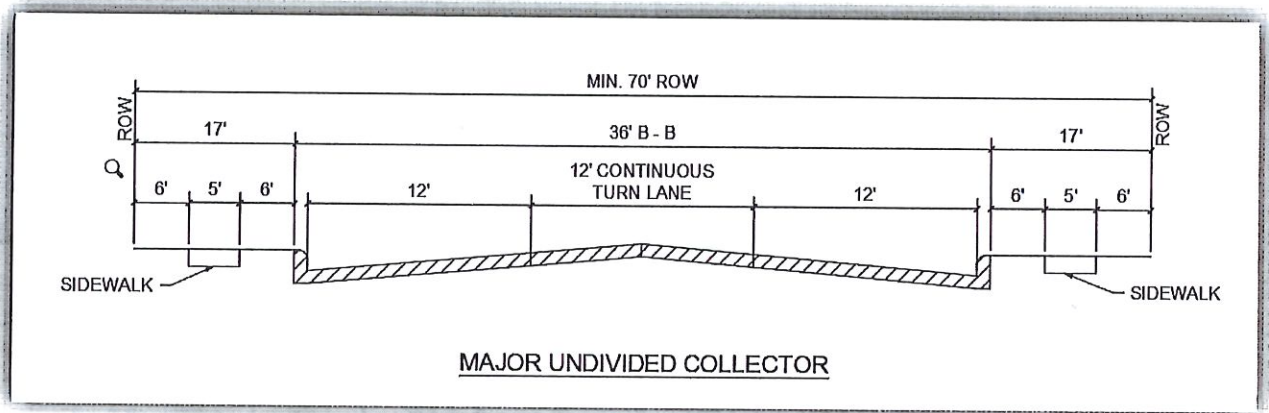 MIN. 70' ROW
ROW
ROW
17'
36' B - B
17'
6'
5'
6'
12'
12' CONTINUOUS
TURN LANE
12'
6'
5'
6'
SIDEWALK
SIDEWALK
MAJOR UNDIVIDED COLLECTOR